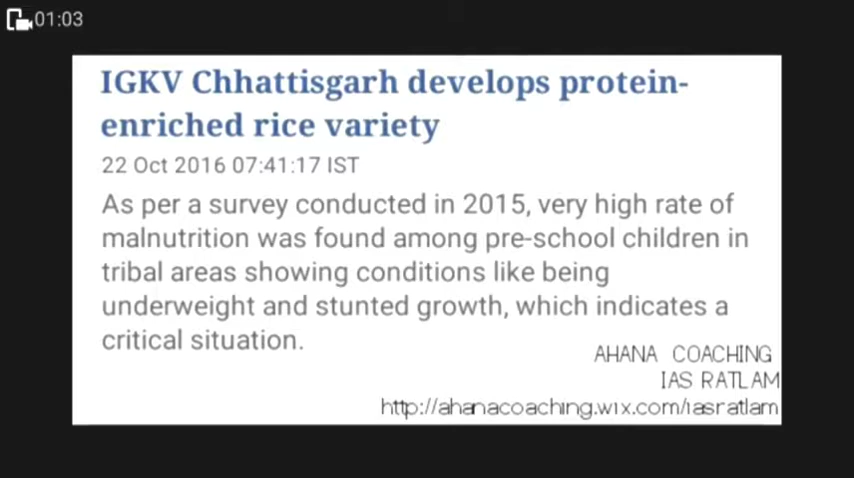 01:03
IGKV Chhattisgarh develops protein-
enriched rice variety
22 Oct 2016 07:41:17 IST
As per a survey conducted in 2015, very high rate of
malnutrition was found among pre-school children in
tribal areas showing conditions like being
underweight and stunted growth, which indicates a
critical situation.
AHANA COACHING
IAS RATLAM
http://ahanacoaching.wix.com/iasratlam